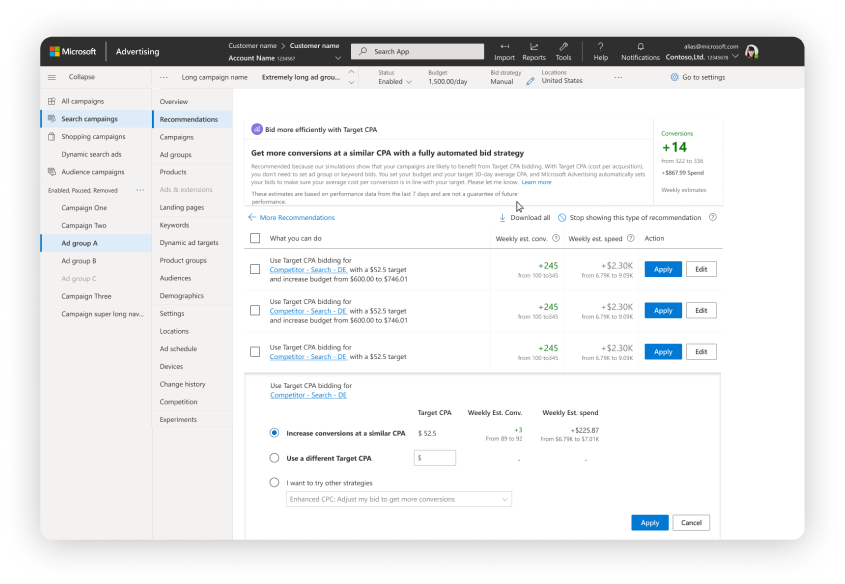 Microsoft Advertising
Customer name > Customer name
Account Name 1234567
Search App
Import Reports Tools Help Notifications
alias@microsoft.com
Contoso,Ltd. 12345678
Collapse
... Long campaign name Extremely long ad grou...
Status
Enabled
Budget
1,500.00/day
Bid strategy
Manual
Locations
United States
...
Go to settings
All campaigns
Search campaings
Shopping campaigns
Dynamic search ads
Audience campaigns
Enabled, Paused, Removed ...
Campaign One
Campaign Two
Ad group A
Ad group B
Ad group C
Campaign Three
Campaign super long nav...
Overview
Recommendations
Campaigns
Ad groups
Products
Ads & extensions
Landing pages
Keywords
Dynamic ad targets
Product groups
Audiences
Demographics
Settings
Locations
Ad schedule
Devices
Change history
Competition
Experiments
Bid more efficiently with Target CPA
Get more conversions at a similar CPA with a fully automated bid strategy
Recommended because our simulations show that your campaigns are likely to benefit from Target CPA bidding. With Target CPA (cost per acquisition),
you don't need to set ad group or keyword bids. You set your budget and your target 30-day average CPA, and Microsoft Advertising automatically sets
your bids to make sure your average cost per conversion is in line with your target. Please let me know. Learn more
These estimates are based on performance data from the last 7 days and are not a guarantee of future
performance.
Conversions
+14
from 322 to 336
+$867.99 Spend
Weekly estimates
More Recommendations
Download all
Stop showing this type of recommendation
What you can do Weekly est. conv. Weekly est. speed Action
Use Target CPA bidding for
Competitor - Search - DE with a $52.5 target
and increase budget from $600.00 to $746.01
+245
from 100 to345
+$2.30K
from 6.79K to 9.09K
Apply Edit
Use Target CPA bidding for
Competitor - Search - DE with a $52.5 target
and increase budget from $600.00 to $746.01
+245
from 100 to345
+$2.30K
from 6.79K to 9.09K
Apply Edit
Use Target CPA bidding for
Competitor - Search - DE with a $52.5 target
+245
from 100 to345
+$2.30K
from 6.79K to 9.09K
Apply Edit
Use Target CPA bidding for
Competitor - Search - DE
Target CPA Weekly Est. Conv. Weekly Est. spend
Increase conversions at a similar CPA $ 52.5
+3
From 89 to 92
+$225.87
From $6.79K to $7.01K
Use a different Target CPA $ - -
I want to try other strategies
Enhanced CPC: Adjust my bid to get more conversions
Apply Cancel